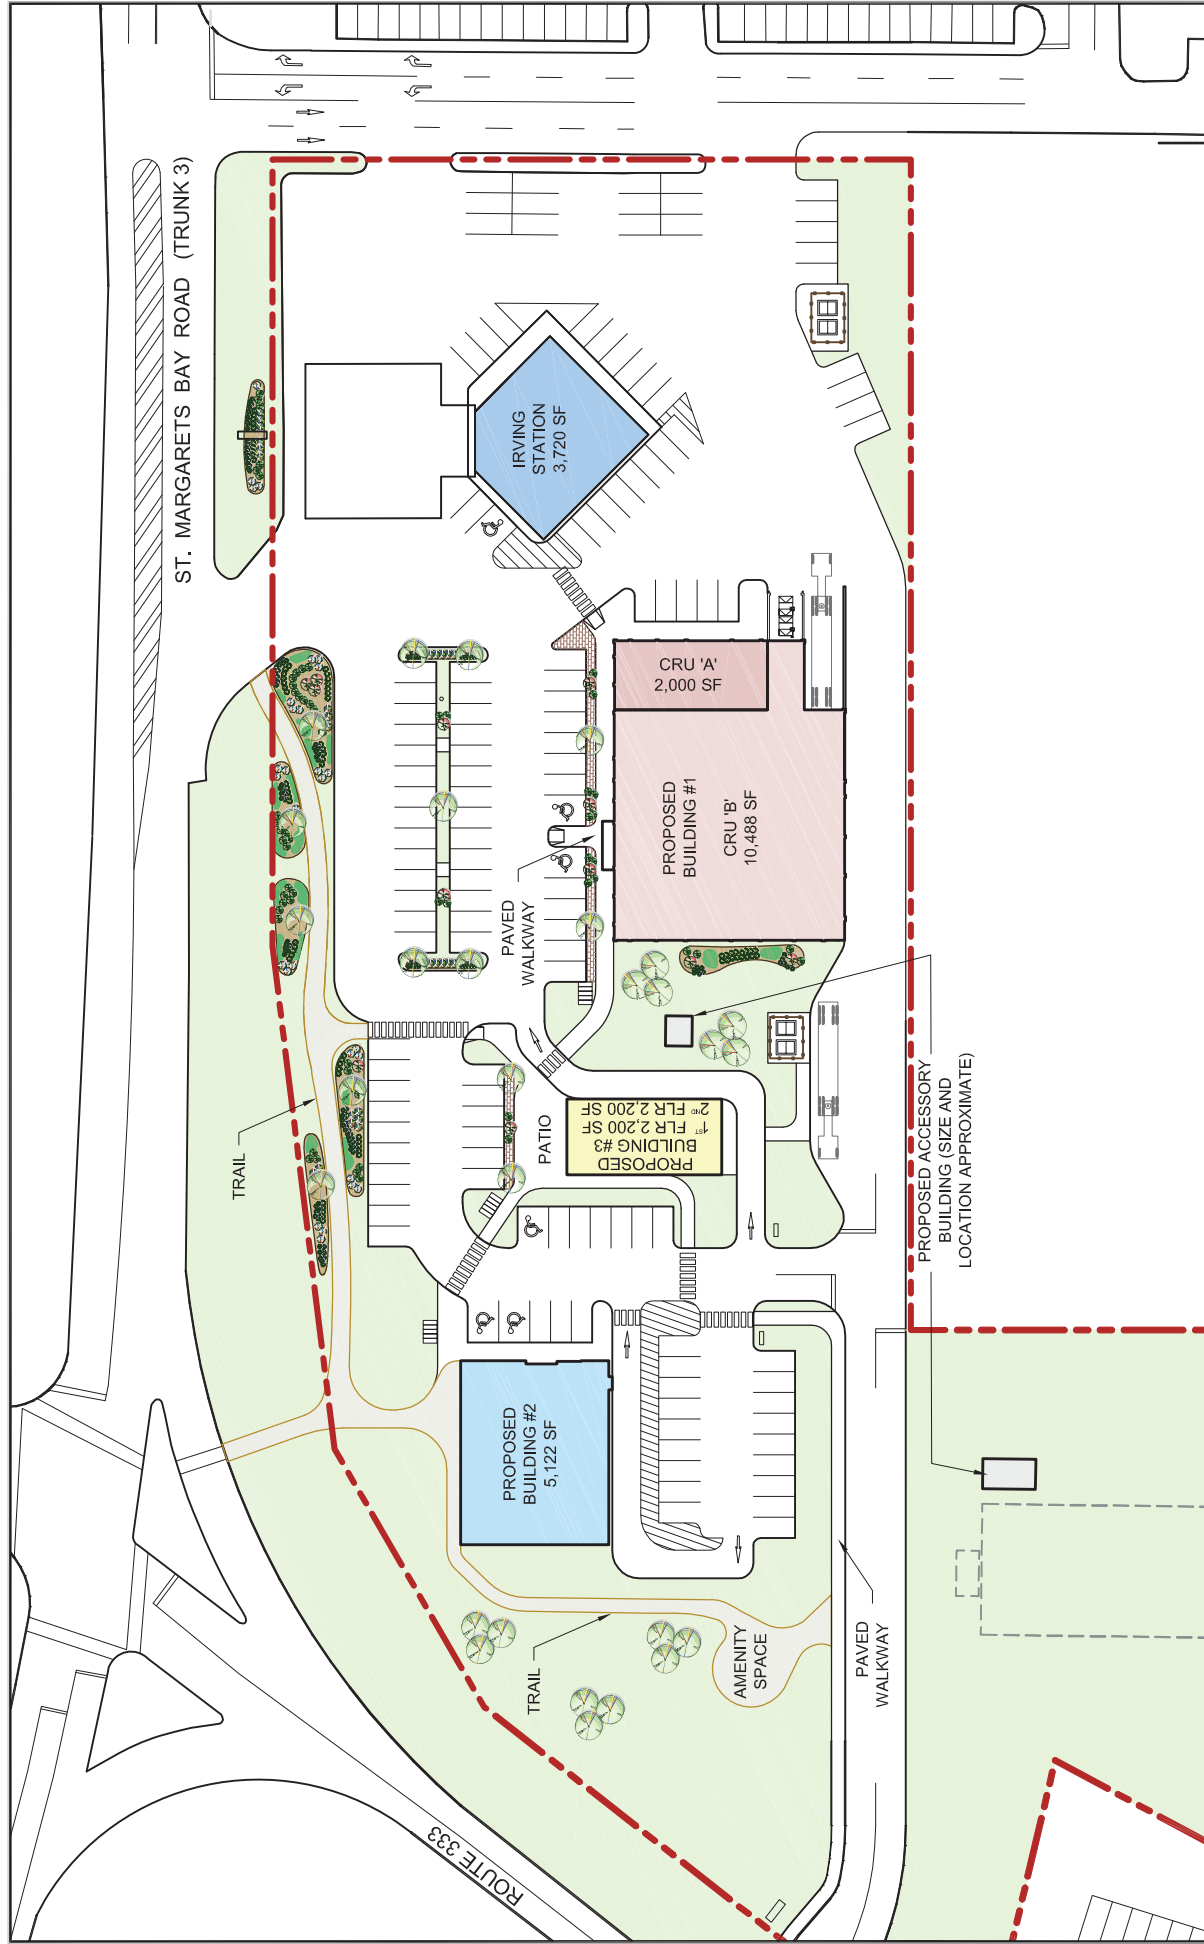 ST. MARGARETS BAY ROAD (TRUNK 3)
IRVING
STATION
3,720 SF
CRU 'A'
2,000 SF
PROPOSED
BUILDING #1
CRU 'B'
10,488 SF
PAVED
WALKWAY
TRAIL
PATIO
PROPOSED
BUILDING #3
1ST FLR 2,200 SF
2ND FLR 2,200 SF
PROPOSED ACCESSORY
BUILDING (SIZE AND
LOCATION APPROXIMATE)
PROPOSED
BUILDING #2
5,122 SF
TRAIL
AMENITY
SPACE
PAVED
WALKWAY
ROUTE 333